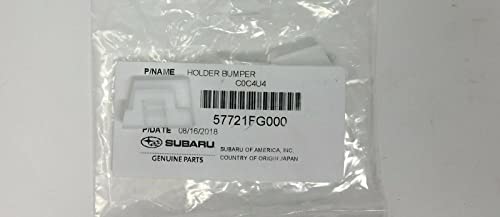 P/NAME HOLDER BUMPER
C0C4U4
57721FG000
P/DATE 08/16/2018
SUBARU SUBARU OF AMERICA, INC.
GENUINE PARTS COUNTRY OF ORIGIN JAPAN